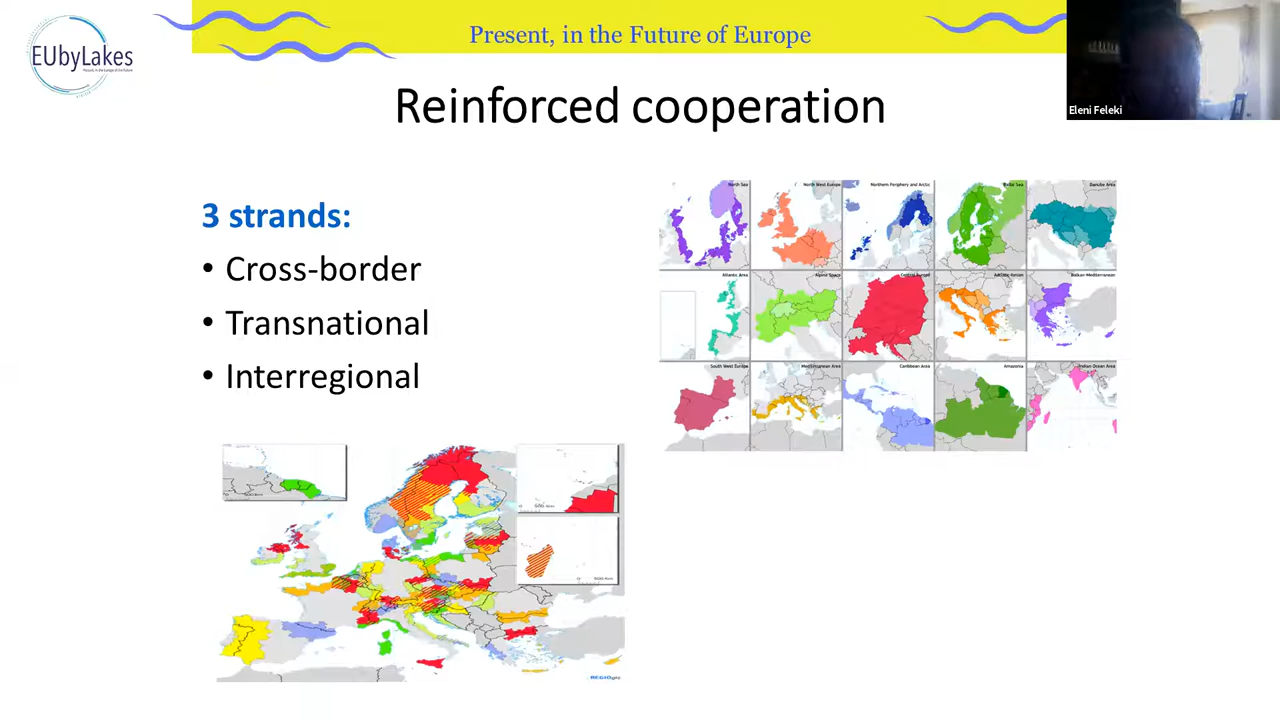 EUbyLakes
Present, in the Future of Europe
Eleni Feleki
Reinforced cooperation
3 strands:
• Cross-border
• Transnational
• Interregional
North Sea
North West Europe
Northern Periphery and Arctic
Baltic Sea
Danube Area
Atlantic Area
Alpine Space
Central Europe
Adriatic-Ionian
Balkan-Mediterranean
South West Europe
Mediterranean Area
Caribbean Area
Amazonia
Indian Ocean Area